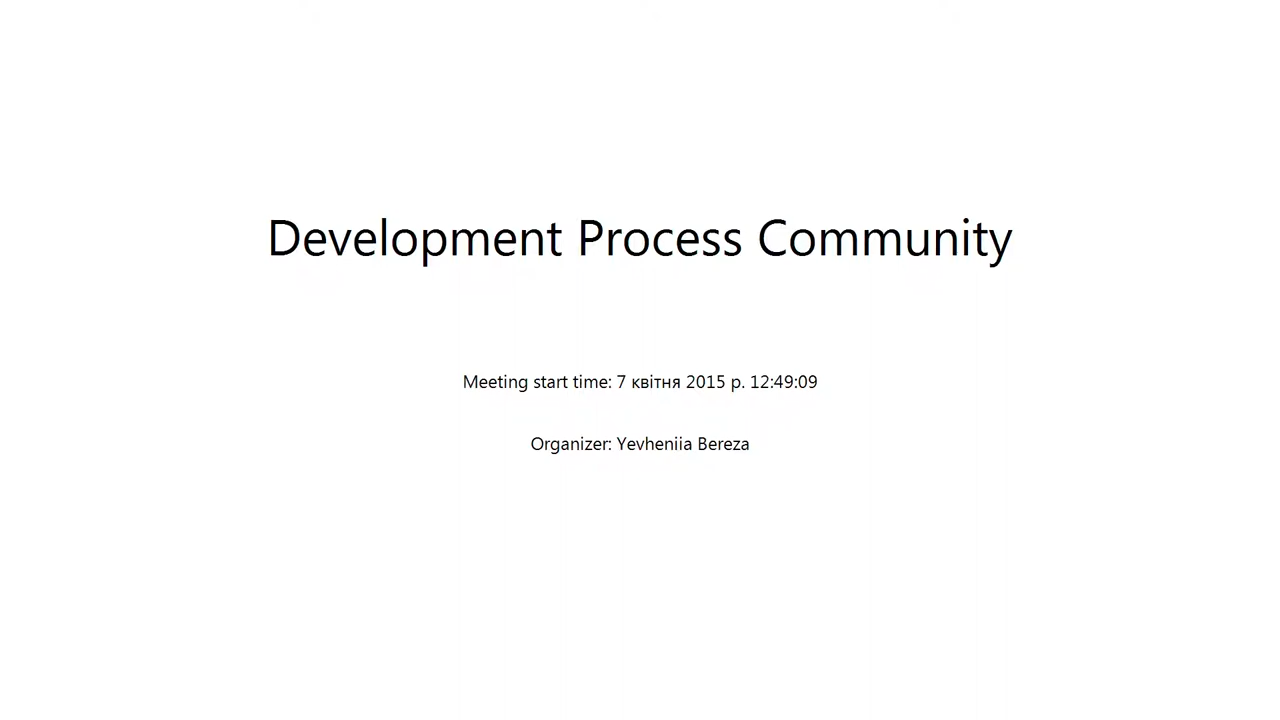 Development Process Community
Meeting start time: 7 квітня 2015 р. 12:49:09
Organizer: Yevheniia Bereza